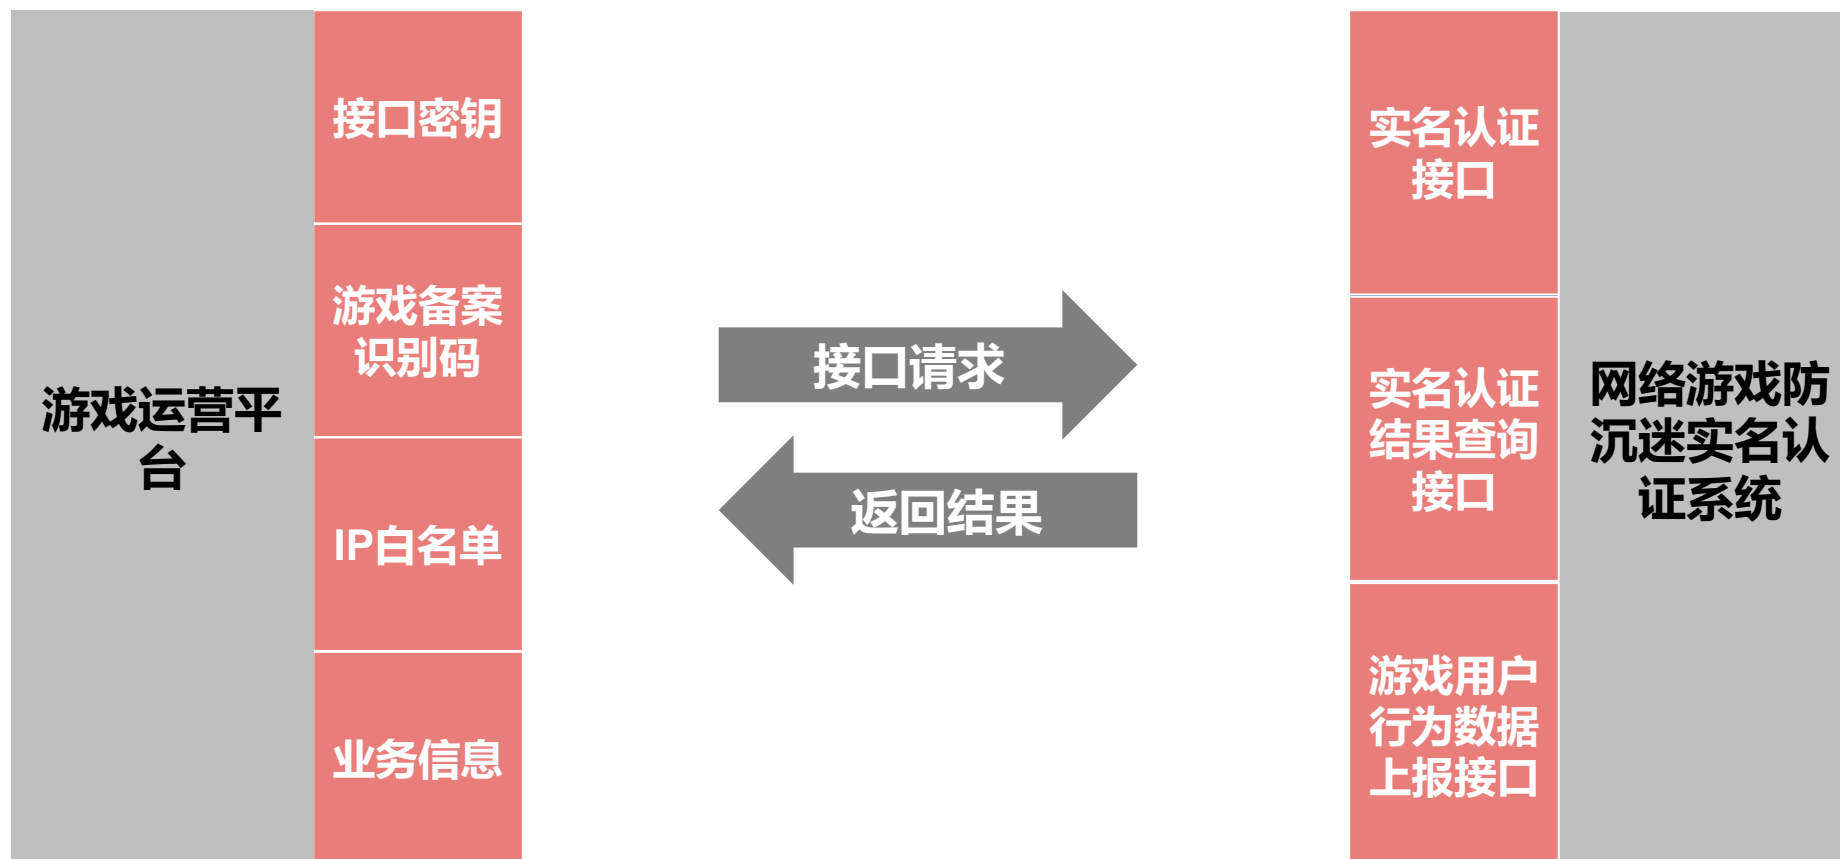 游戏运营平
台
接口密钥
游戏备案
识别码
IP白名单
业务信息
接口请求
返回结果
实名认证
接口
实名认证
结果查询
接口
游戏用户
行为数据
上报接口
网络游戏防
沉迷实名认
证系统